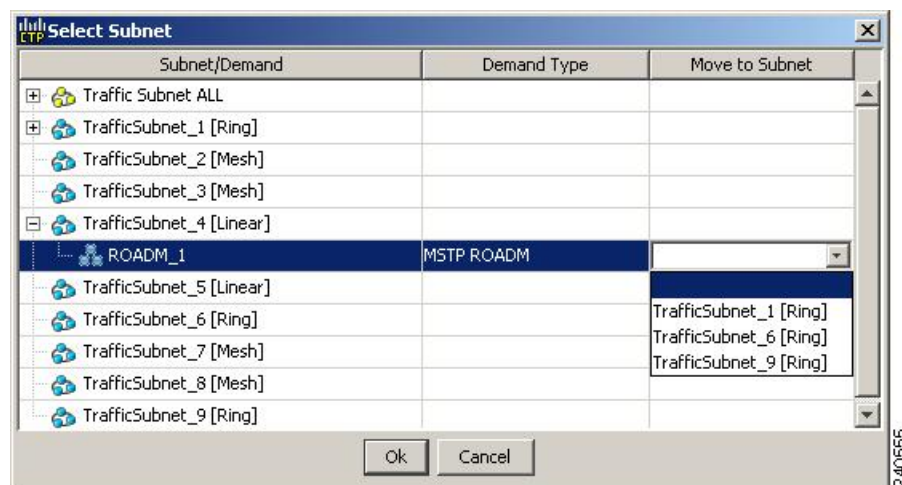 CTP Select Subnet
Subnet/Demand Demand Type Move to Subnet
Traffic Subnet ALL
TrafficSubnet_1 [Ring]
TrafficSubnet_2 [Mesh]
TrafficSubnet_3 [Mesh]
TrafficSubnet_4 [Linear]
ROADM_1 MSTP ROADM
TrafficSubnet_5 [Linear]
TrafficSubnet_6 [Ring]
TrafficSubnet_7 [Mesh]
TrafficSubnet_8 [Mesh]
TrafficSubnet_9 [Ring]
TrafficSubnet_1 [Ring]
TrafficSubnet_6 [Ring]
TrafficSubnet_9 [Ring]
Ok Cancel